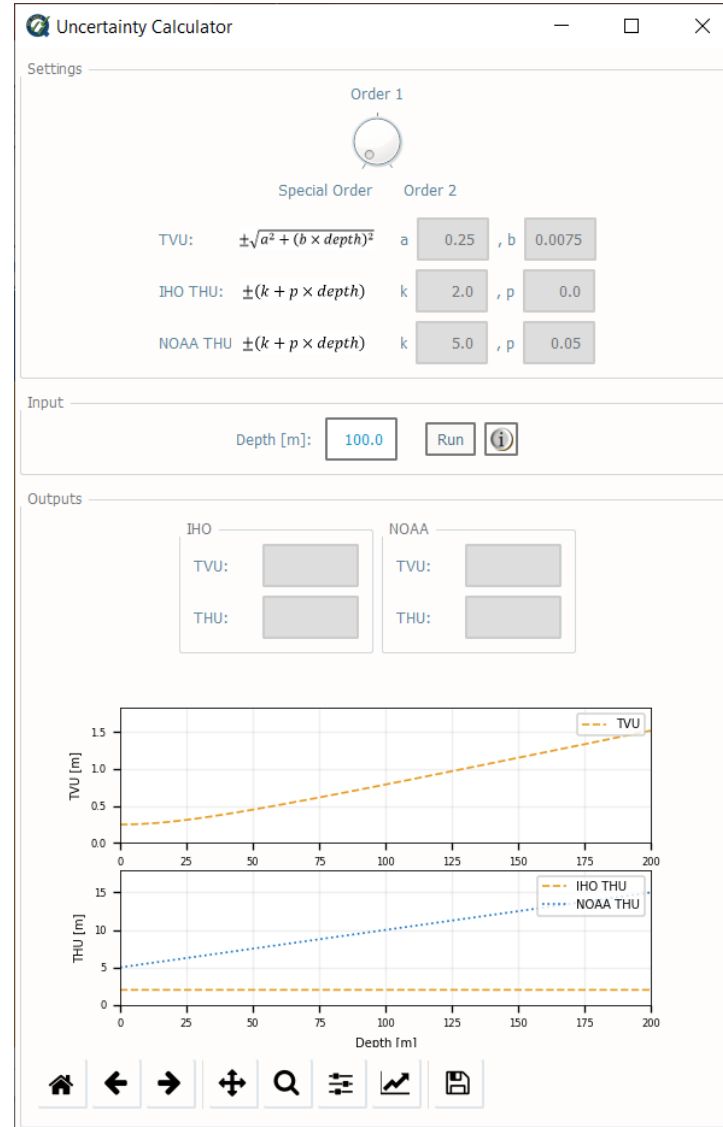 Uncertainty Calculator
Settings
Order 1
Special Order Order 2
TVU: ±√a² + (b × depth)² a 0.25 , b 0.0075
IHO THU: ±(k + p × depth) k 2.0 , p 0.0
NOAA THU ±(k + p × depth) k 5.0 , p 0.05
Input
Depth [m]: 100.0 Run i
Outputs
IHO NOAA
TVU: TVU:
THU: THU:
TVU
TVU [m]
1.5
1.0
0.5
0.0
0 25 50 75 100 125 150 175 200
IHO THU
NOAA THU
THU [m]
15
10
5
0
0 25 50 75 100 125 150 175 200
Depth [m]